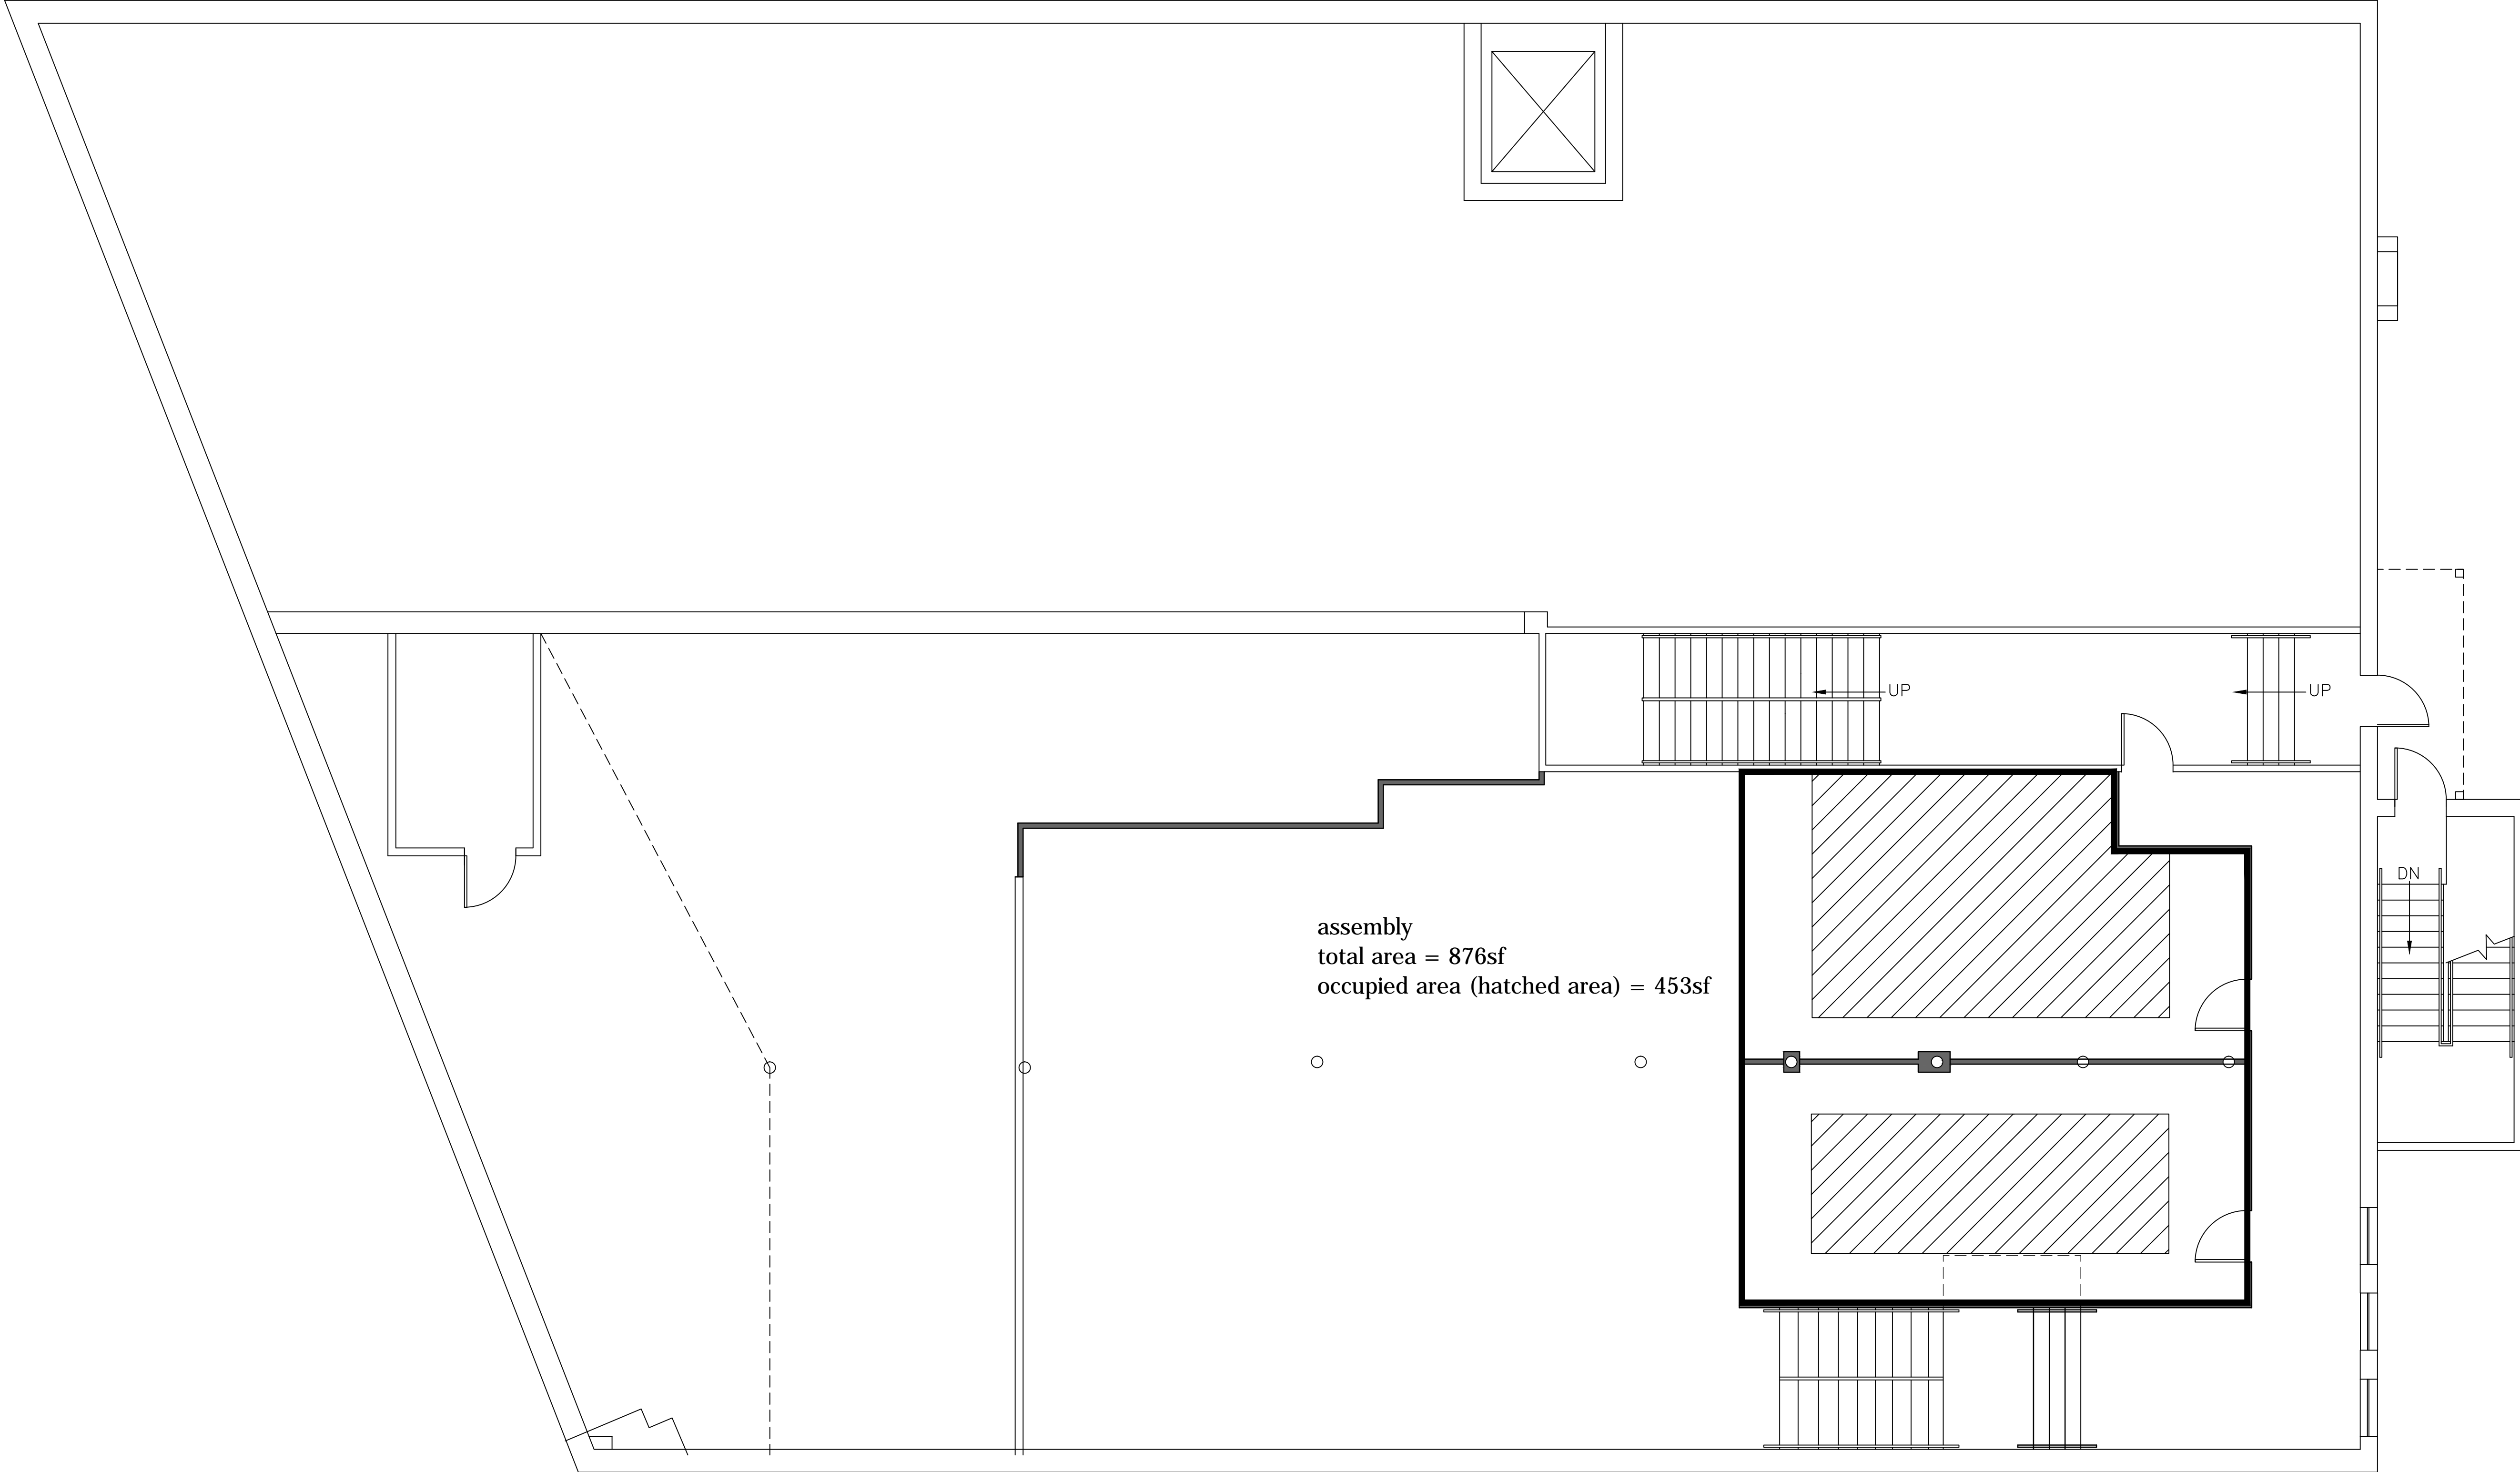 UP
UP
DN
assembly
total area = 876sf
occupied area (hatched area) = 453sf